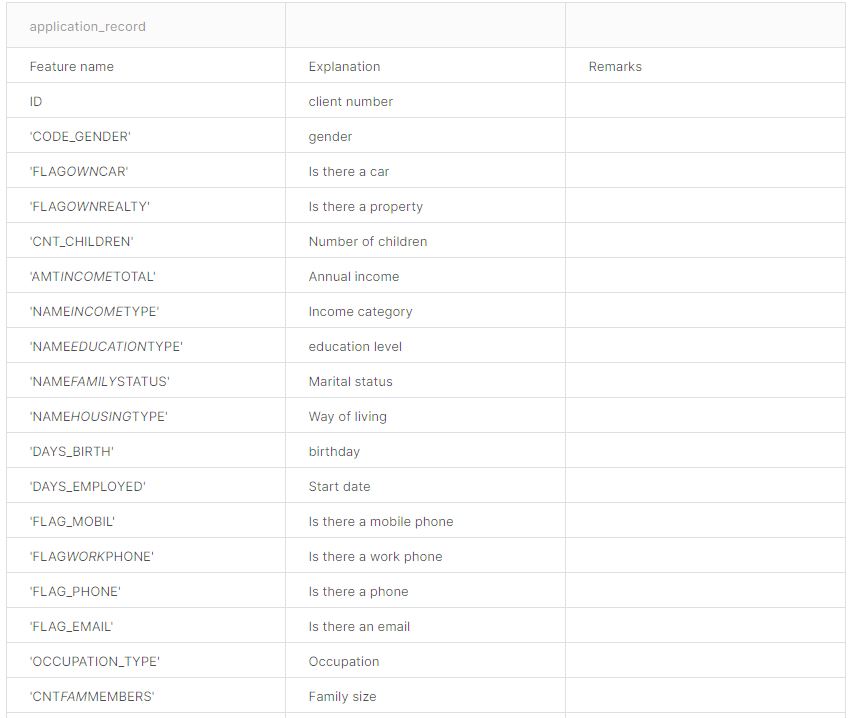 application_record
Feature name Explanation Remarks
ID client number
'CODE_GENDER' gender
'FLAGOWNCAR' Is there a car
'FLAGOWNREALTY' Is there a property
'CNT_CHILDREN' Number of children
'AMTINCOMETOTAL' Annual income
'NAMEINCOMETYPE' Income category
'NAMEEDUCATIONTYPE' education level
'NAMEFAMILYSTATUS' Marital status
'NAMEHOUSINGTYPE' Way of living
'DAYS_BIRTH' birthday
'DAYS_EMPLOYED' Start date
'FLAG_MOBIL' Is there a mobile phone
'FLAGWORKPHONE' Is there a work phone
'FLAG_PHONE' Is there a phone
'FLAG_EMAIL' Is there an email
'OCCUPATION_TYPE' Occupation
'CNTFAMMEMBERS' Family size